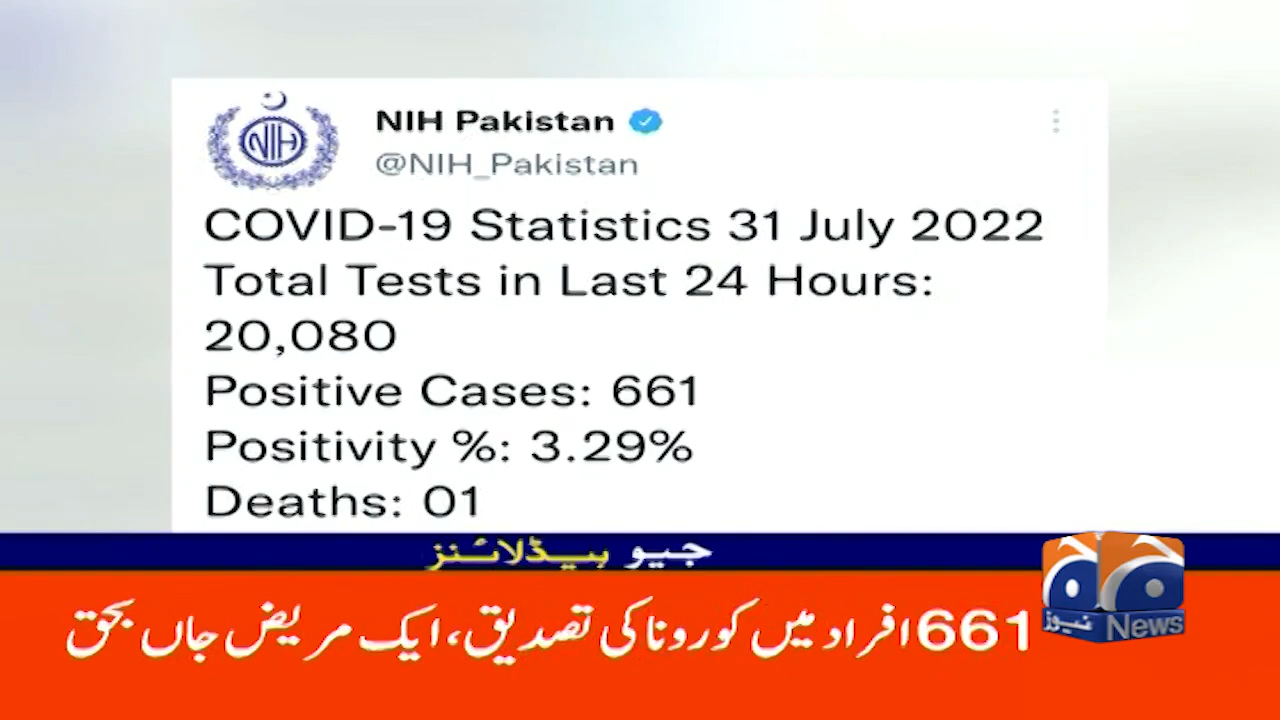 NIH
NIH Pakistan
@NIH_Pakistan
COVID-19 Statistics 31 July 2022
Total Tests in Last 24 Hours:
20,080
Positive Cases: 661
Positivity %: 3.29%
Deaths: 01
جیو ہیڈلائنز
661 افراد میں کورونا کی تصدیق، ایک مریض جاں بحق
نیوز News